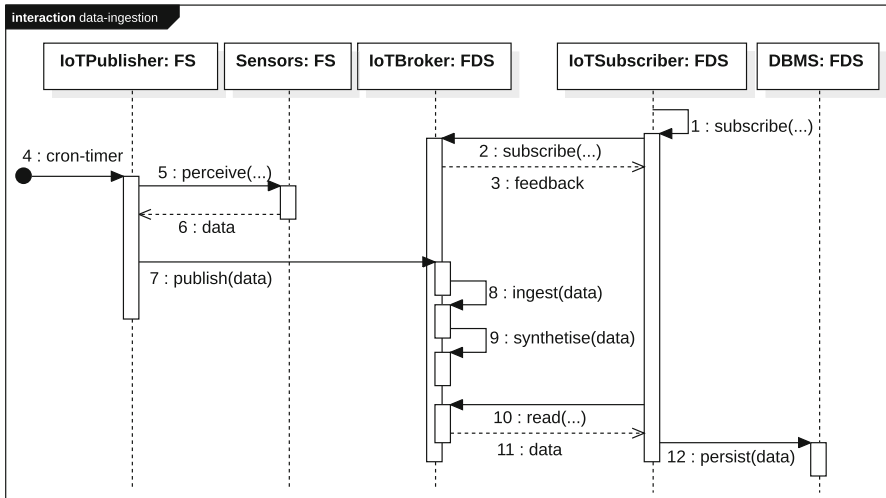 interaction data-ingestion
IoTPublisher: FS
Sensors: FS
IoTBroker: FDS
IoTSubscriber: FDS
DBMS: FDS
1 : subscribe(...)
2 : subscribe(...)
3 : feedback
4 : cron-timer
5 : perceive(...)
6 : data
7 : publish(data)
8 : ingest(data)
9 : synthetise(data)
10 : read(...)
11 : data
12 : persist(data)